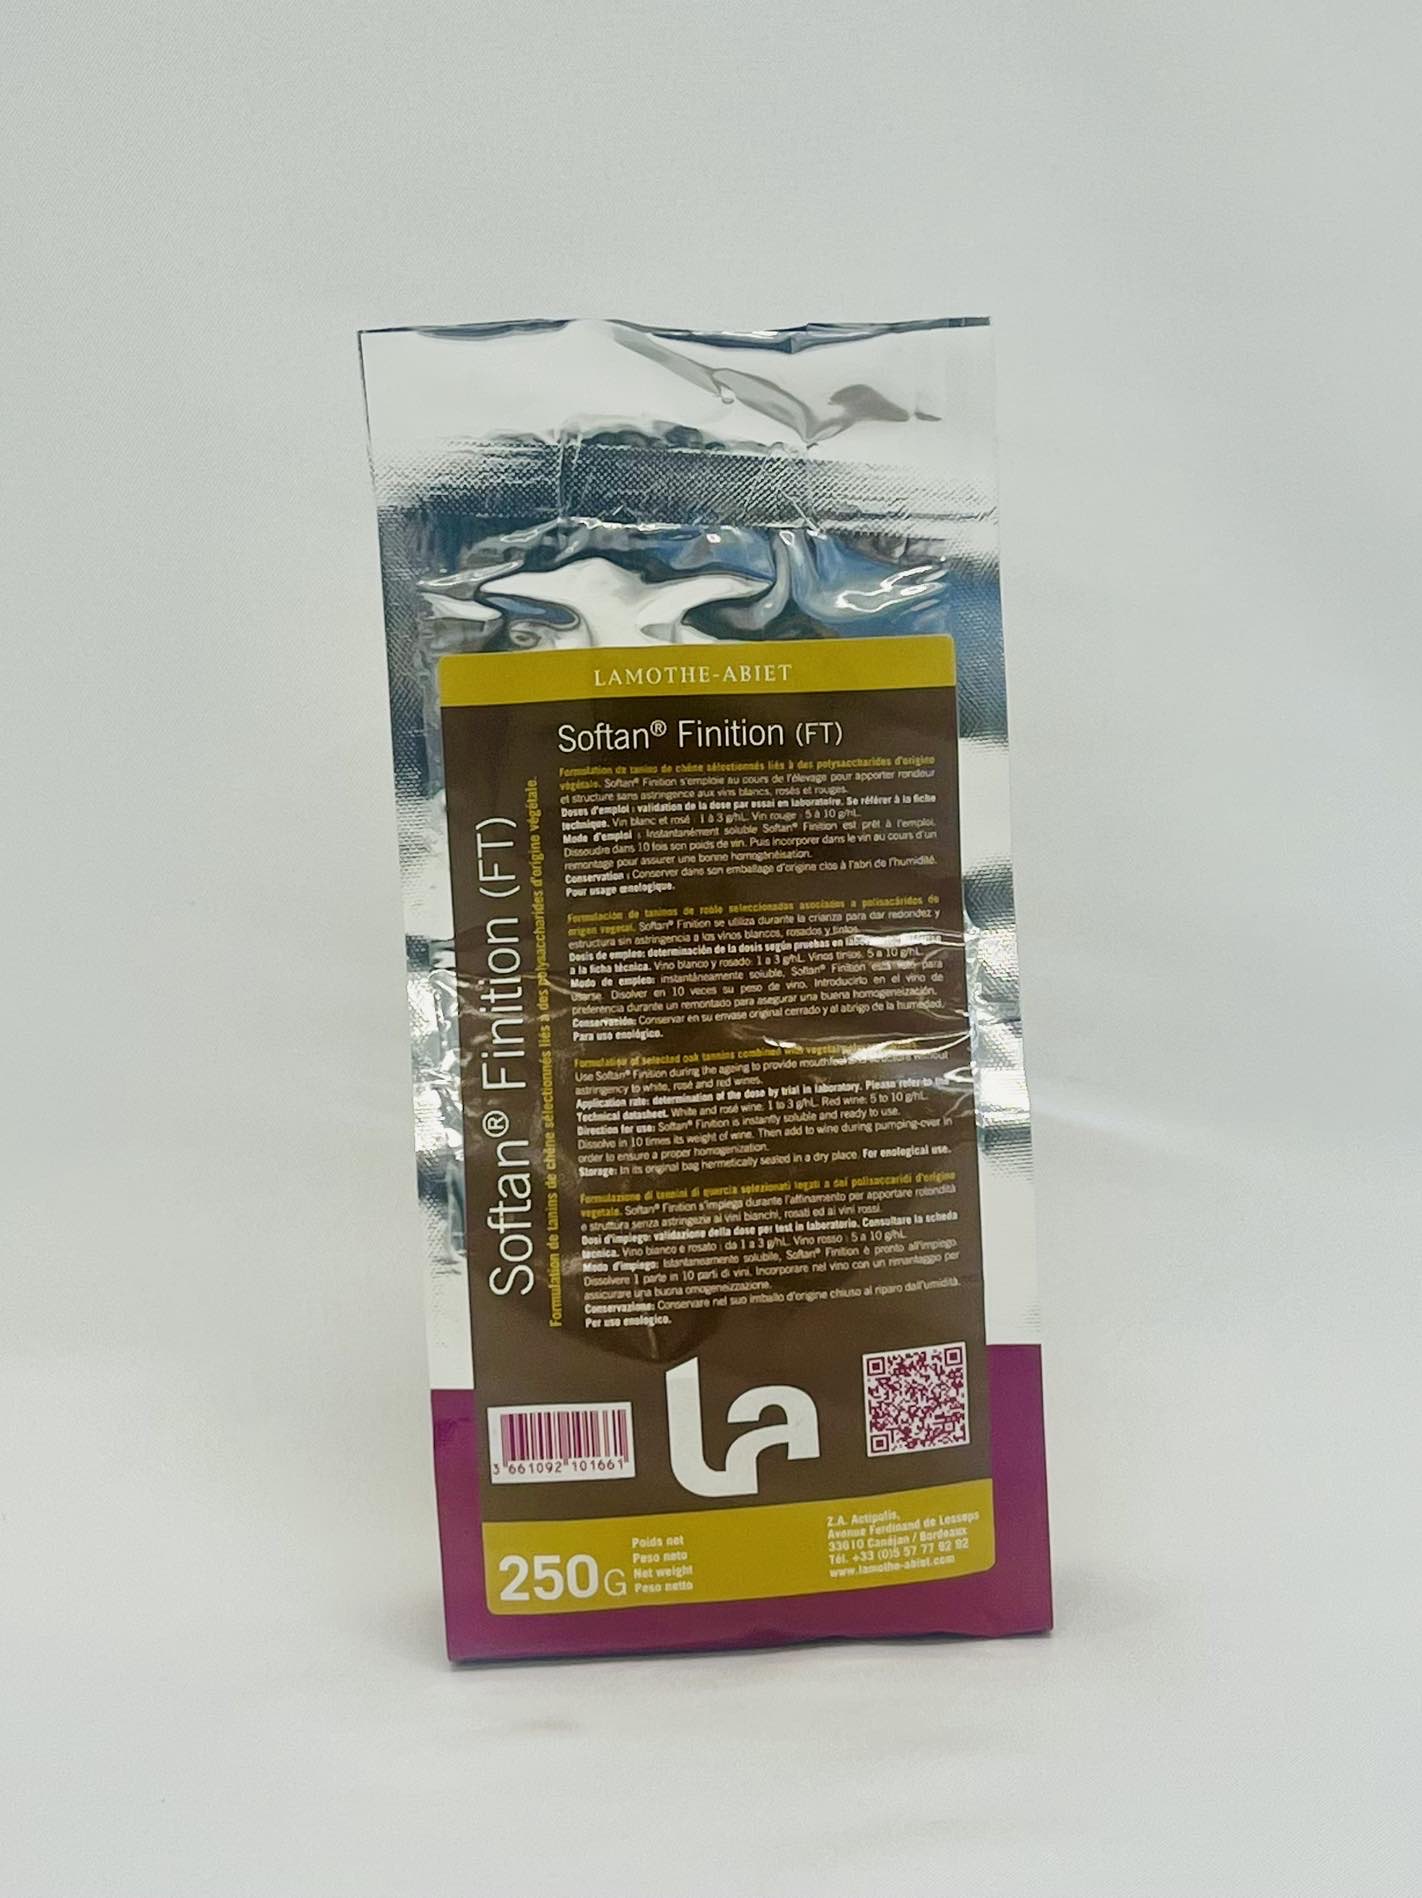 LAMOTHE-ABIET
Softan® Finition (FT)
Formulation de tanins de chêne sélectionnés liés à des polysaccharides d'origine
végétale. Softan® Finition s'emploie au cours de l'élevage pour apporter rondeur
et structure sans astringence aux vins blancs, rosés et rouges.
Doses d'emploi : validation de la dose par essai en laboratoire. Se référer à la fiche
technique. Vin blanc et rosé : 1 à 3 g/hL. Vin rouge : 5 à 10 g/hL.
Mode d'emploi : Instantanément soluble Softan® Finition est prêt à l'emploi.
Dissoudre dans 10 fois son poids de vin. Puis incorporer dans le vin au cours d'un
remontage pour assurer une bonne homogénéisation.
Conservation : Conserver dans son emballage d'origine clos à l'abri de l'humidité.
Pour usage œnologique.
Formulación de taninos de roble seleccionados asociados a polisacáridos de
origen vegetal. Softan® Finition se utiliza durante la crianza para dar redondez y
estructura sin astringencia a los vinos blancos, rosados y tintos.
Dosis de empleo: determinación de la dosis según pruebas en
a la ficha técnica. Vino blanco y rosado: 1 a 3 g/hL. Vinos tintos: 5 a 10 g/hL.
Modo de empleo: instantáneamente soluble, Softan® Finition está para
usarse. Disolver en 10 veces su peso de vino. Introducirlo en el vino de
preferencia durante un remontado para asegurar una buena homogeneización.
Conservación: Conservar en su envase original cerrado y al abrigo de la humedad.
Para uso enológico.
Formulation of selected oak tannins combined with vegetal
Use Softan® Finition during the ageing to provide mouthfeel structure without
astringency to white, rosé and red wines.
Application rate: determination of the dose by trial in laboratory. Please refer to the
Technical datasheet. White and rosé wine: 1 to 3 g/hL. Red wine: 5 to 10 g/hL.
Direction for use: Softan® Finition is instantly soluble and ready to use.
Dissolve in 10 times its weight of wine. Then add to wine during pumping-over in
order to ensure a proper homogenization.
Storage: In its original bag hermetically sealed in a dry place. For enological use.
Formulazione di tannini di quercia selezionati legati a dei polisaccaridi d'origine
vegetale. Softan® Finition s'impiega durante l'affinamento per apportare rotondità
e struttura senza astringezia ai vini bianchi, rosati ed ai vini rossi.
Dosi d'impiego: validazione della dose per test in laboratorio. Consultare la scheda
tecnica. Vino bianco e rosato : da 1 a 3 g/hL. Vino rosso : 5 a 10 g/hL.
Modo d'impiego: Istantaneamente solubile, Softan® Finition è pronto all'impiego.
Dissolvere 1 parte in 10 parti di vini. Incorporare nel vino con un rimantaggio per
assicurare una buona omogeneizzazione.
Conservazione: Conservare nel suo imballo d'origine chiuso al riparo dall'umidità.
Per uso enologico.
Softan® Finition (FT)
Formulation de tanins de chêne sélectionnés liés à des polysaccharides d'origine végétale.
3 661092 101661
la
250G
Poids net
Peso neto
Net weight
Peso netto
Z.A. Actipolis,
Avenue Ferdinand de Lesseps
33610 Canéjan / Bordeaux
Tél. +33 (0)5 57 77 92 92
www.lamothe-abiet.com